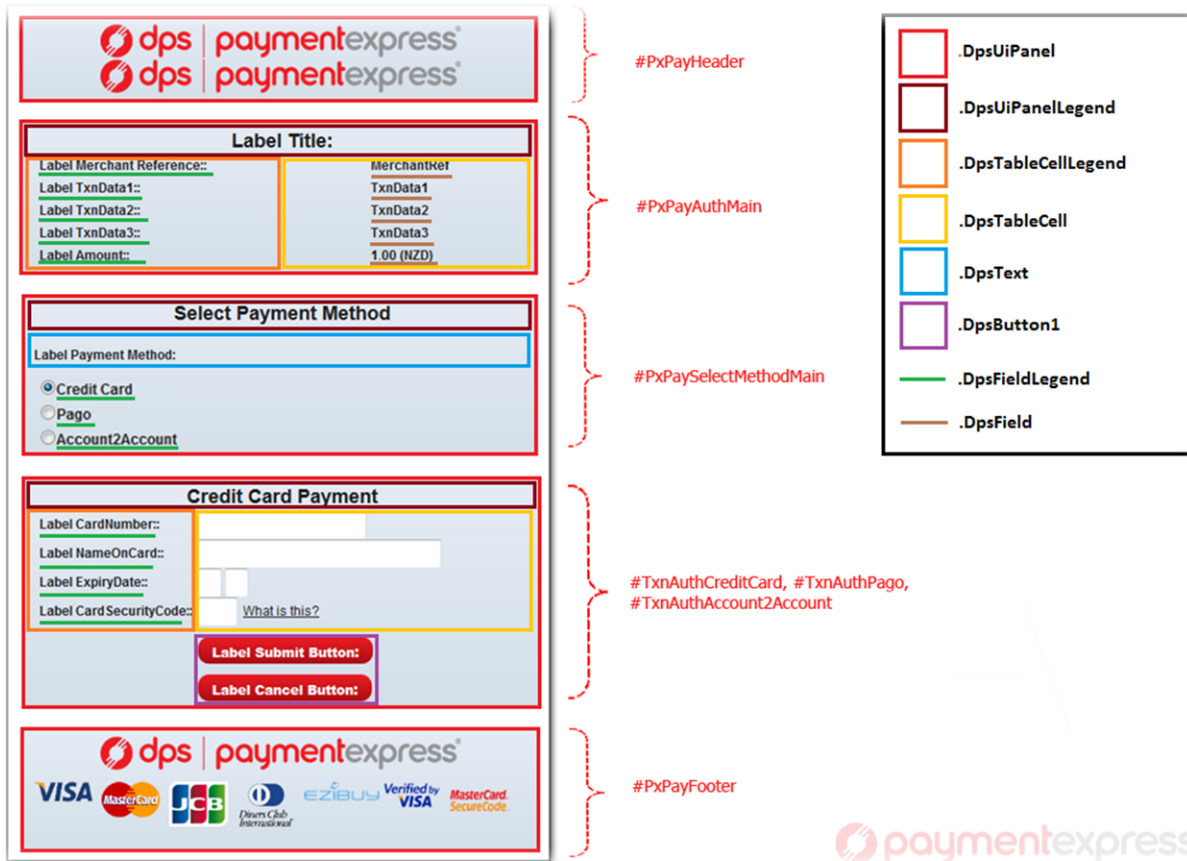 dps | paymentexpress
dps | paymentexpress
#PxPayHeader
Label Title:
Label Merchant Reference:: MerchantRef
Label TxnData1:: TxnData1
Label TxnData2:: TxnData2
Label TxnData3:: TxnData3
Label Amount:: 1.00 (NZD)
#PxPayAuthMain
Select Payment Method
Label Payment Method:
Credit Card
Pago
Account2Account
#PxPaySelectMethodMain
Credit Card Payment
Label CardNumber::
Label NameOnCard::
Label ExpiryDate::
Label CardSecurityCode:: What is this?
Label Submit Button:
Label Cancel Button:
#TxnAuthCreditCard, #TxnAuthPago,
#TxnAuthAccount2Account
dps | paymentexpress
VISA MasterCard JCB Diners Club International EZIBUY Verified by VISA MasterCard. SecureCode.
#PxPayFooter
.DpsUiPanel
.DpsUiPanelLegend
.DpsTableCellLegend
.DpsTableCell
.DpsText
.DpsButton1
.DpsFieldLegend
.DpsField
paymentexpress